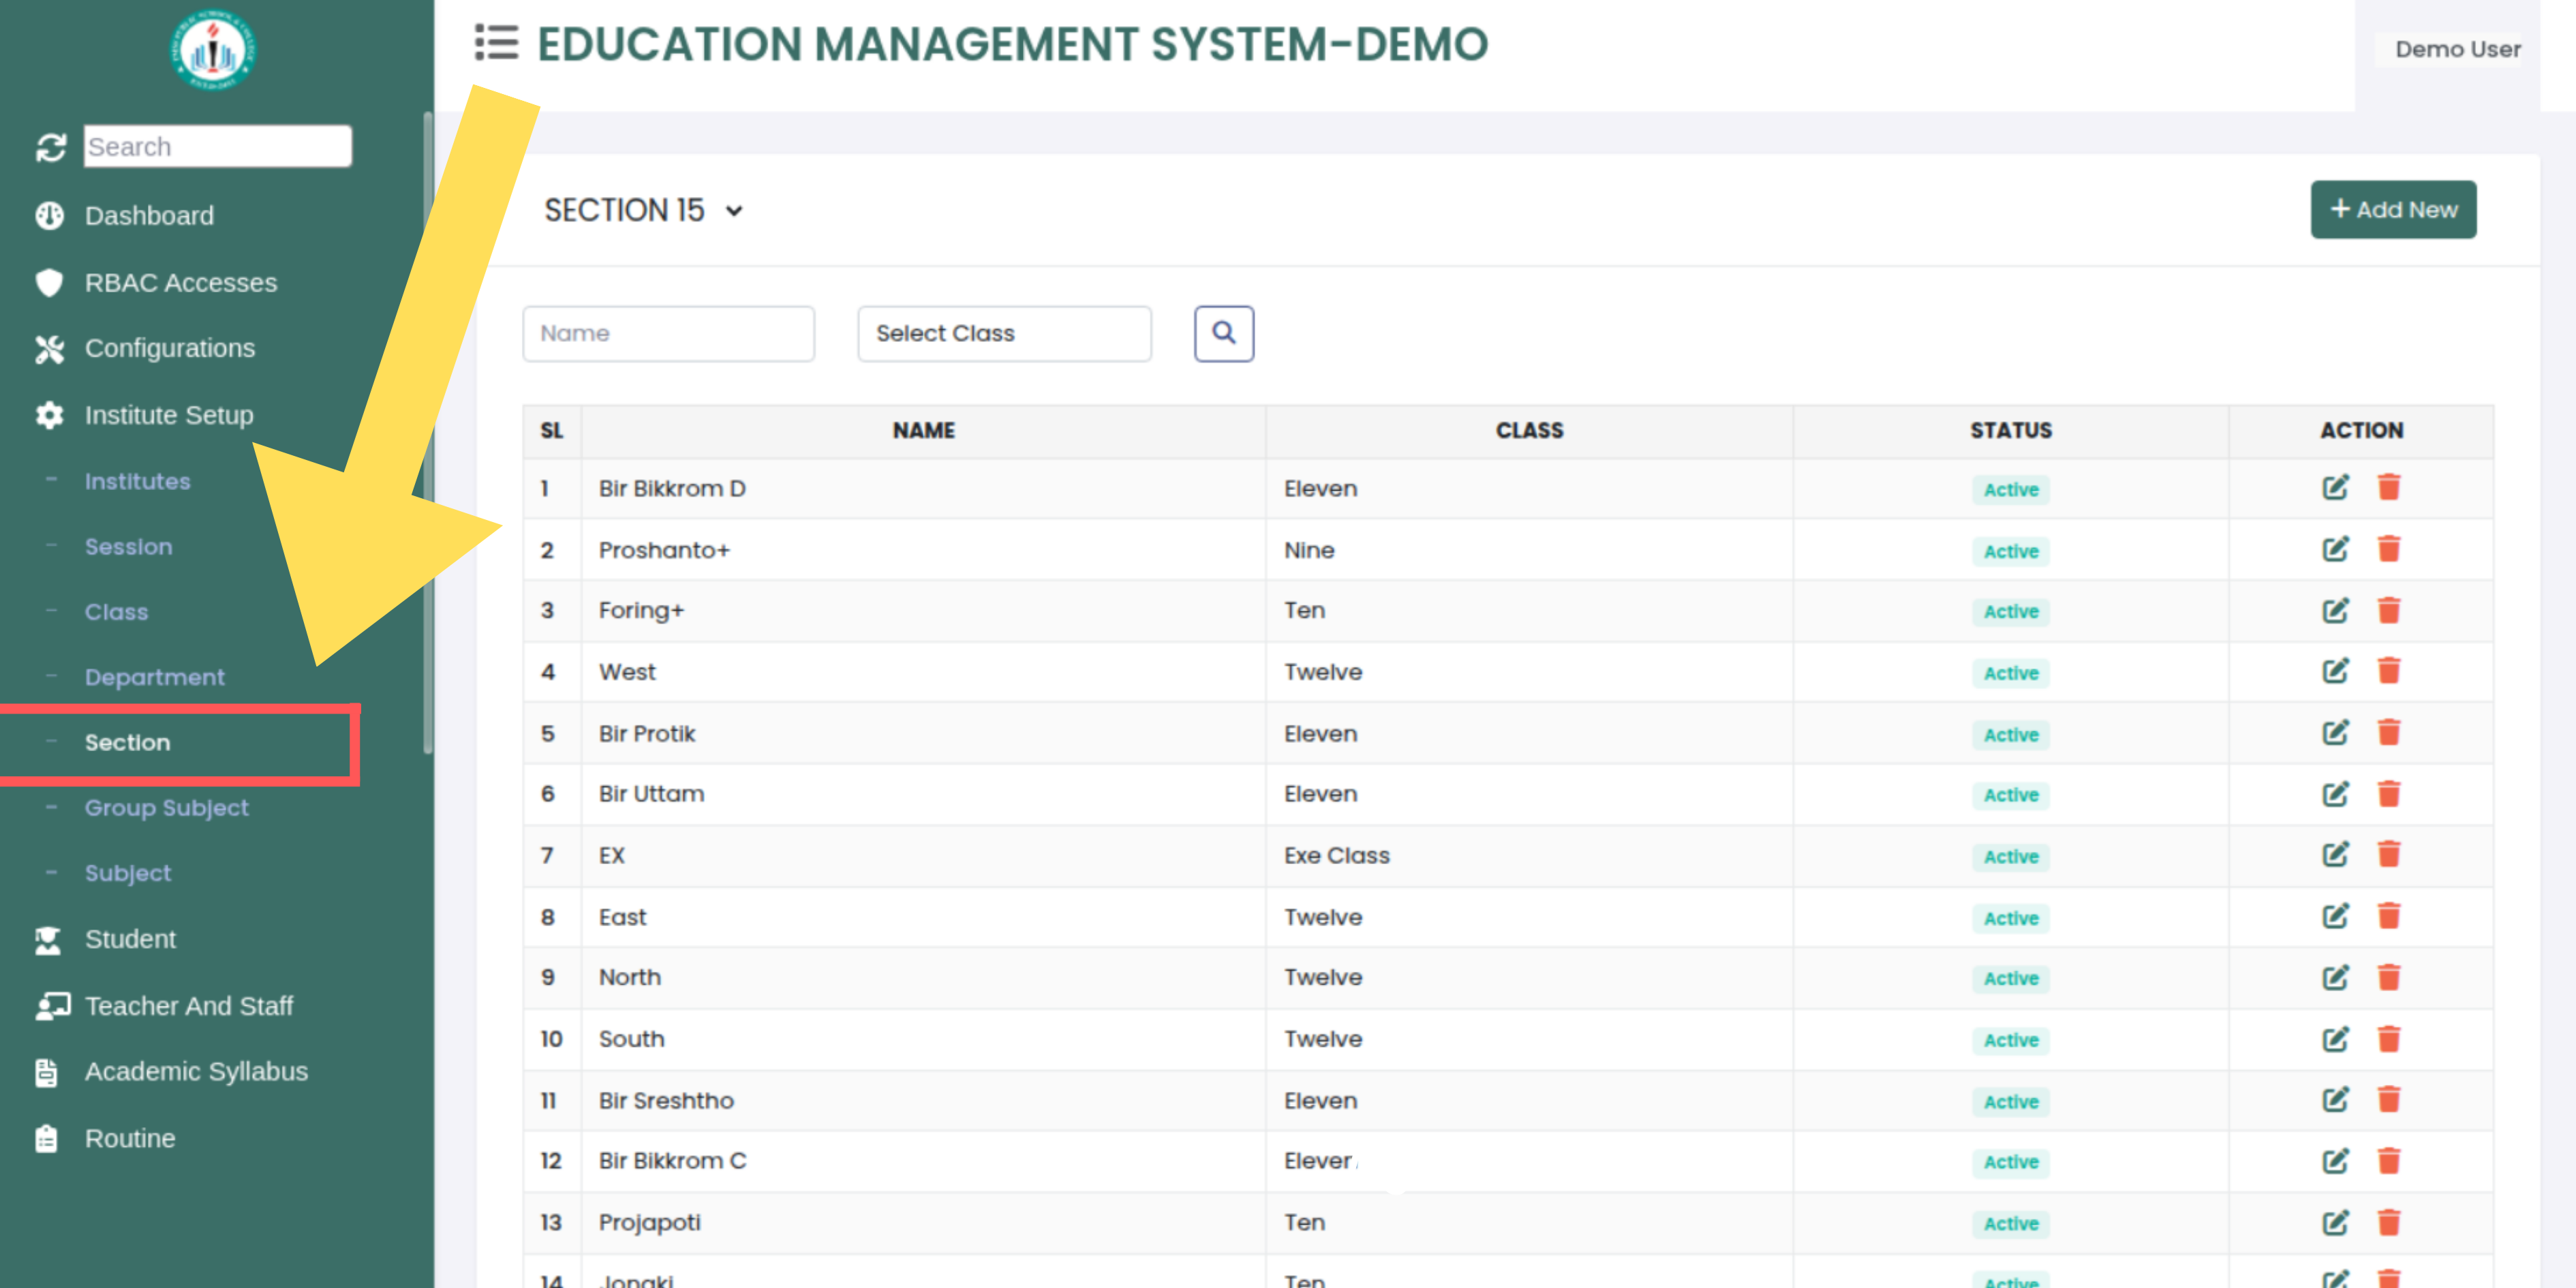 EDUCATION MANAGEMENT SYSTEM-DEMO
Demo User
Search
Dashboard
RBAC Accesses
Configurations
Institute Setup
Institutes
Session
Class
Department
Section
Group Subject
Subject
Student
Teacher And Staff
Academic Syllabus
Routine
SECTION 15
+ Add New
Name
Select Class
SL NAME CLASS STATUS ACTION
1 Bir Bikkrom D Eleven Active
2 Proshanto+ Nine Active
3 Foring+ Ten Active
4 West Twelve Active
5 Bir Protik Eleven Active
6 Bir Uttam Eleven Active
7 EX Exe Class Active
8 East Twelve Active
9 North Twelve Active
10 South Twelve Active
11 Bir Sreshtho Eleven Active
12 Bir Bikkrom C Elever
13 Projapoti Ten Active
14 Jonaki Ten Active